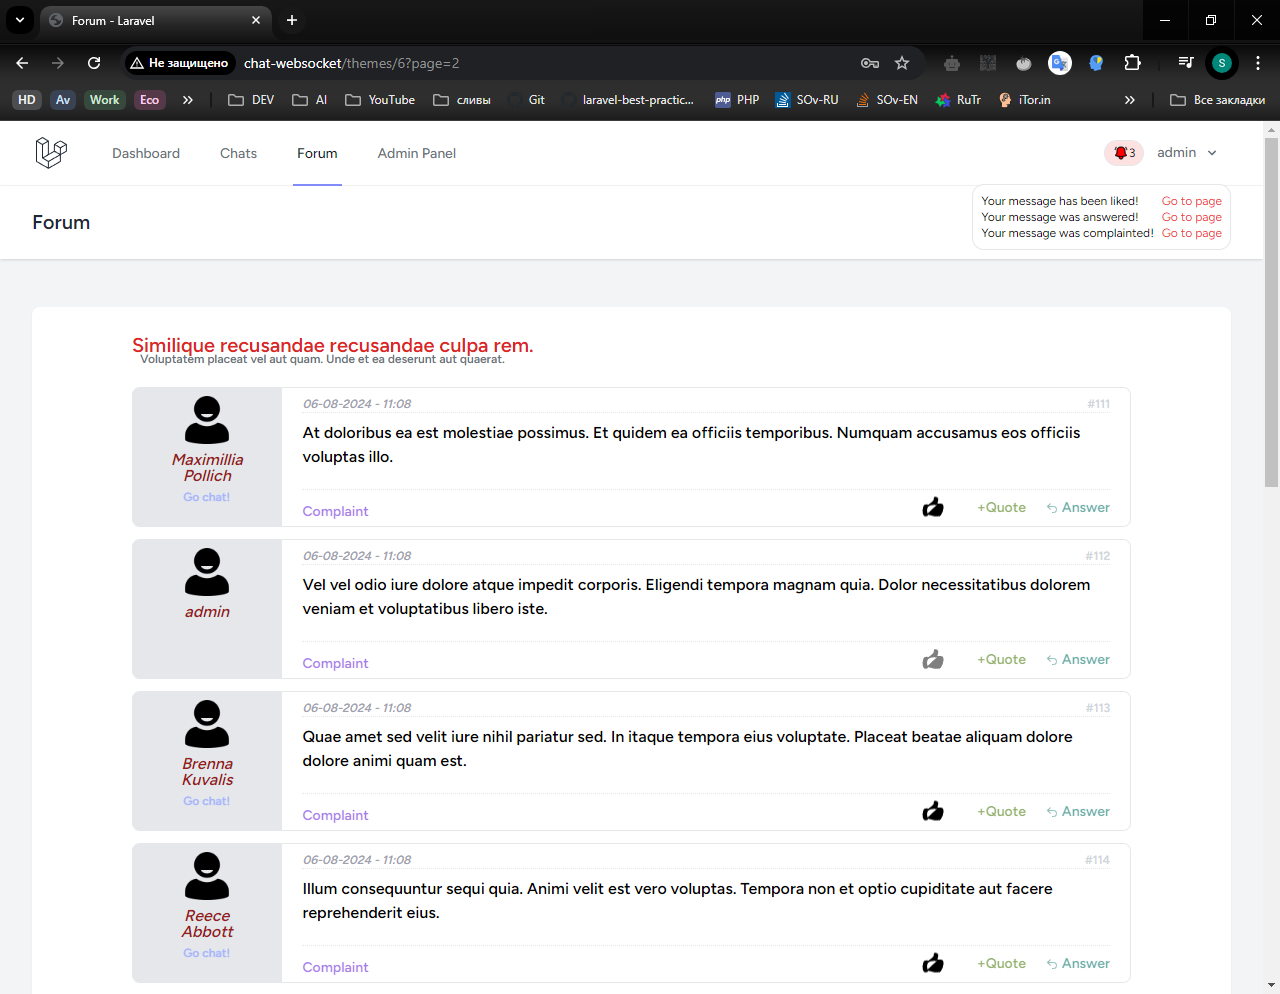 Forum - Laravel
Не защищено chat-websocket/themes/6?page=2
S
HD Av Work Eco DEV AI YouTube сливы Git laravel-best-practic... php PHP SOv-RU SOv-EN RuTr iTor.in Все закладки
Dashboard Chats Forum Admin Panel 3 admin
Forum
Your message has been liked! Go to page
Your message was answered! Go to page
Your message was complainted! Go to page
Similique recusandae recusandae culpa rem.
Voluptatem placeat vel aut quam. Unde et ea deserunt aut quaerat.
06-08-2024 - 11:08 #111
Maximillia
Pollich
Go chat!
At doloribus ea est molestiae possimus. Et quidem ea officiis temporibus. Numquam accusamus eos officiis
voluptas illo.
Complaint +Quote Answer
06-08-2024 - 11:08 #112
admin
Vel vel odio iure dolore atque impedit corporis. Eligendi tempora magnam quia. Dolor necessitatibus dolorem
veniam et voluptatibus libero iste.
Complaint +Quote Answer
06-08-2024 - 11:08 #113
Brenna
Kuvalis
Go chat!
Quae amet sed velit iure nihil pariatur sed. In itaque tempora eius voluptate. Placeat beatae aliquam dolore
dolore animi quam est.
Complaint +Quote Answer
06-08-2024 - 11:08 #114
Reece
Abbott
Go chat!
Illum consequuntur sequi quia. Animi velit est vero voluptas. Tempora non et optio cupiditate aut facere
reprehenderit eius.
Complaint +Quote Answer